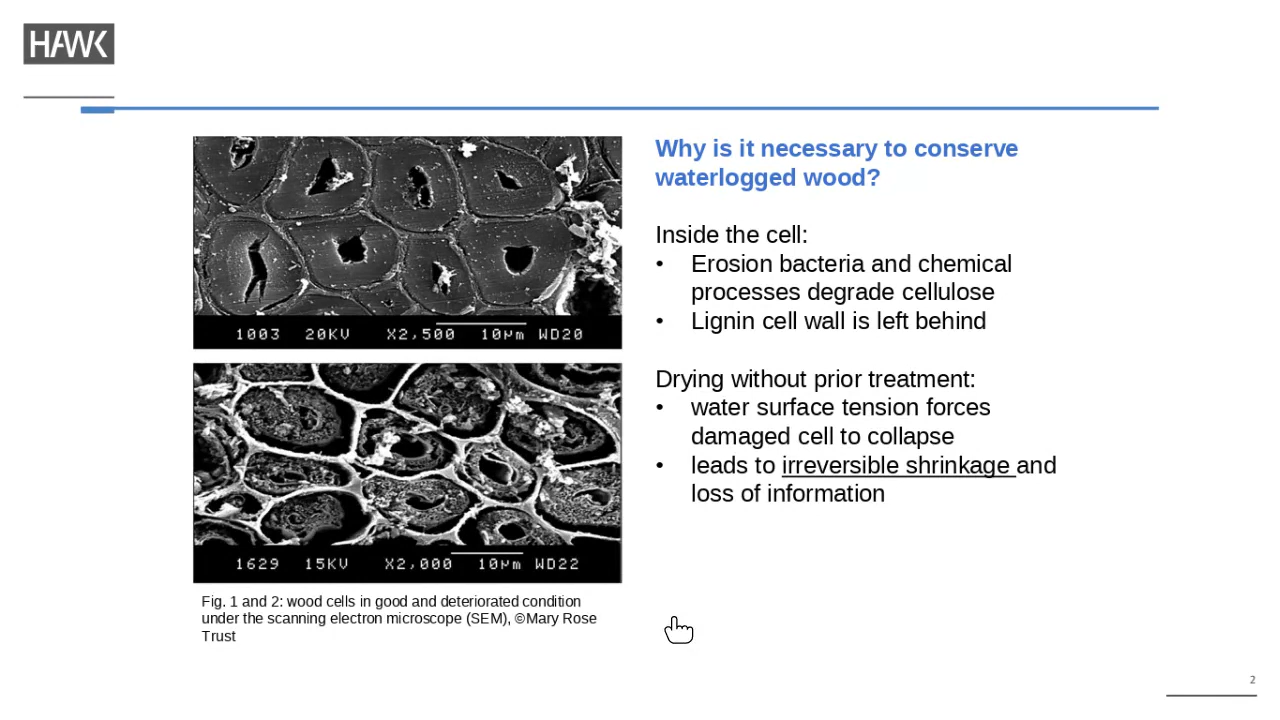 HAWK
1003 20KV X2,500 10µm WD20
1629 15KV X2,000 10µm WD22
Fig. 1 and 2: wood cells in good and deteriorated condition
under the scanning electron microscope (SEM), ©Mary Rose
Trust
Why is it necessary to conserve
waterlogged wood?
Inside the cell:
• Erosion bacteria and chemical
processes degrade cellulose
• Lignin cell wall is left behind
Drying without prior treatment:
• water surface tension forces
damaged cell to collapse
• leads to irreversible shrinkage and
loss of information
2